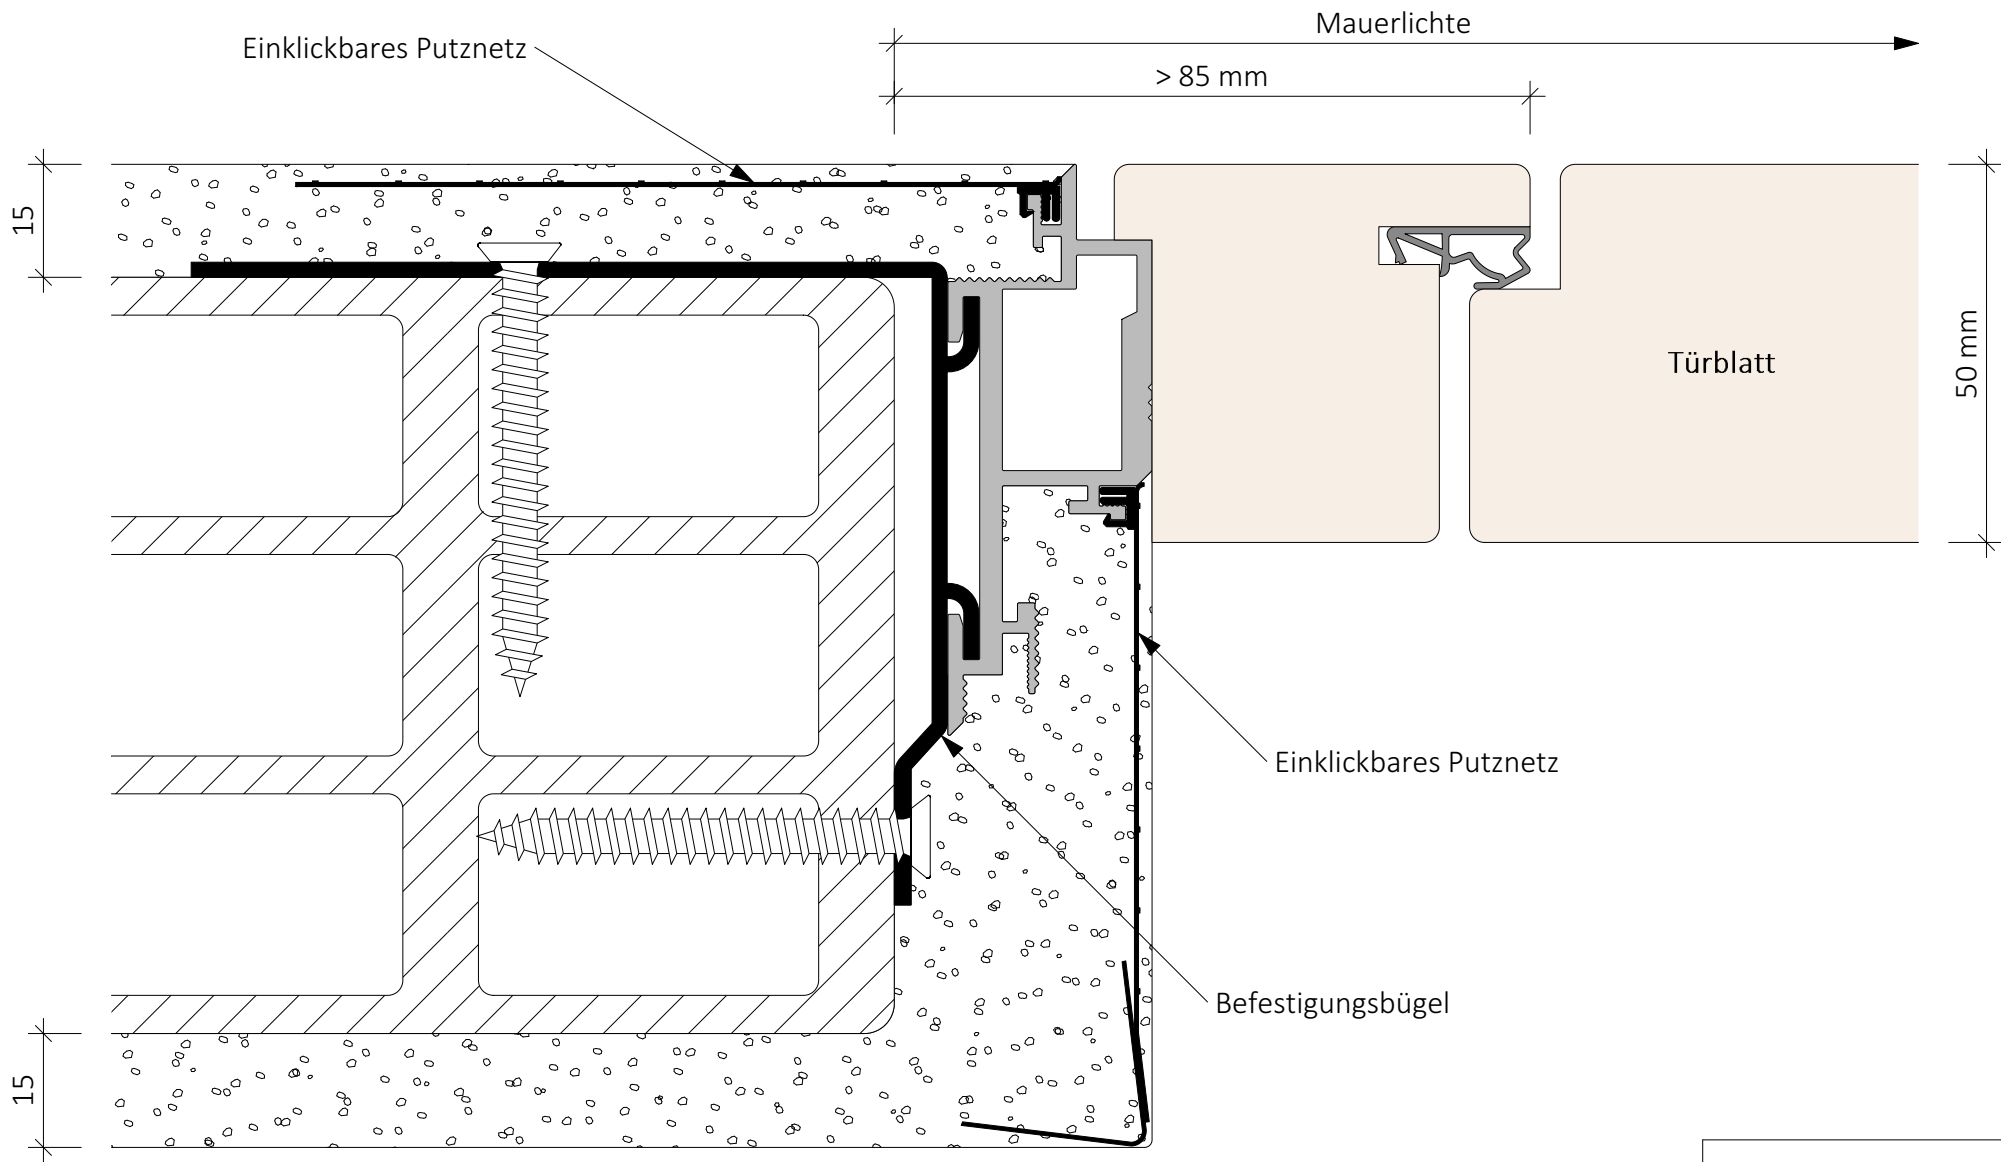 Mauerlichte
Einklickbares Putznetz
> 85 mm
15
50 mm
Türblatt
Einklickbares Putznetz
Befestigungsbügel
15